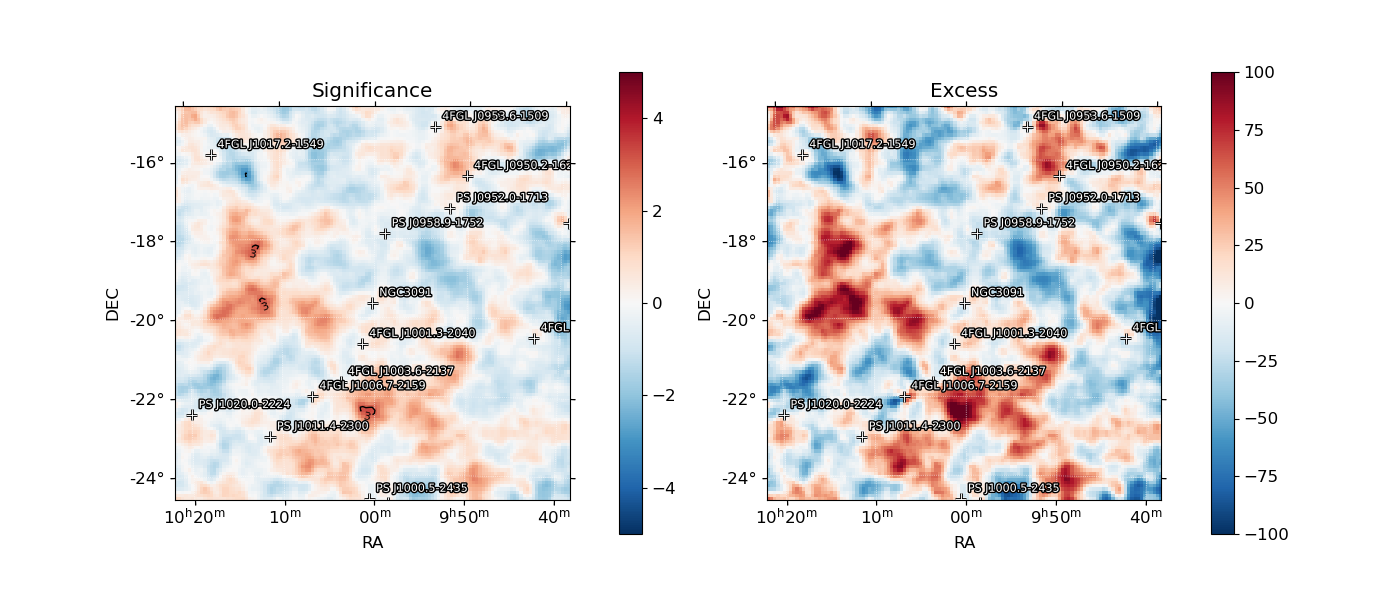 Significance
Excess
4FGL J0953.6-1509
4FGL J1017.2-1549
4FGL J0950.2-162
PS J0952.0-1713
PS J0958.9-1752
NGC3091
4FGL J1001.3-2040
4FGL
4FGL J1003.6-2137
4FGL J1006.7-2159
PS J1020.0-2224
PS J1011.4-2300
PS J1000.5-2435
3
3
3
-16°
-18°
-20°
-22°
-24°
DEC
10h20m
10m
00m
9h50m
40m
RA
4
2
0
−2
−4
4FGL J0953.6-1509
4FGL J1017.2-1549
4FGL J0950.2-162
PS J0952.0-1713
PS J0958.9-1752
NGC3091
4FGL J1001.3-2040
4FGL
4FGL J1003.6-2137
4FGL J1006.7-2159
PS J1020.0-2224
PS J1011.4-2300
PS J1000.5-2435
-16°
-18°
-20°
-22°
-24°
DEC
10h20m
10m
00m
9h50m
40m
RA
100
75
50
25
0
−25
−50
−75
−100